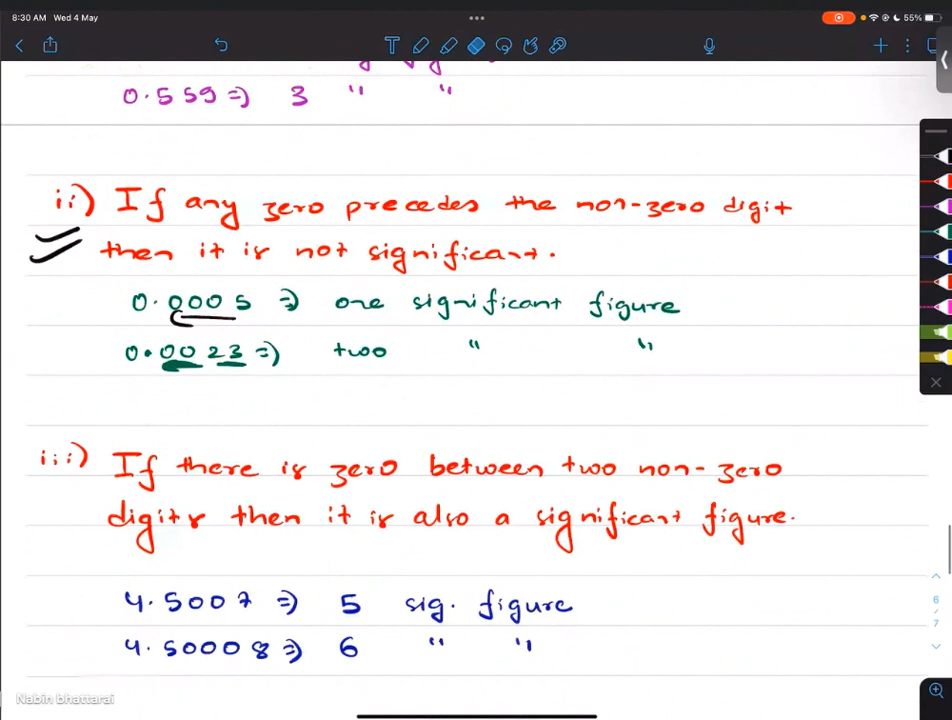 8:30 AM Wed 4 May
55%
0.559 => 3 " "
ii) If any zero precedes the non-zero digit
then it is not significant.
0.0005 => one significant figure
0.0023 => two " "
iii) If there is zero between two non-zero
digits then it is also a significant figure.
4.5007 => 5 sig. figure
4.50008 => 6 " "
6/7
Nabin bhattarai